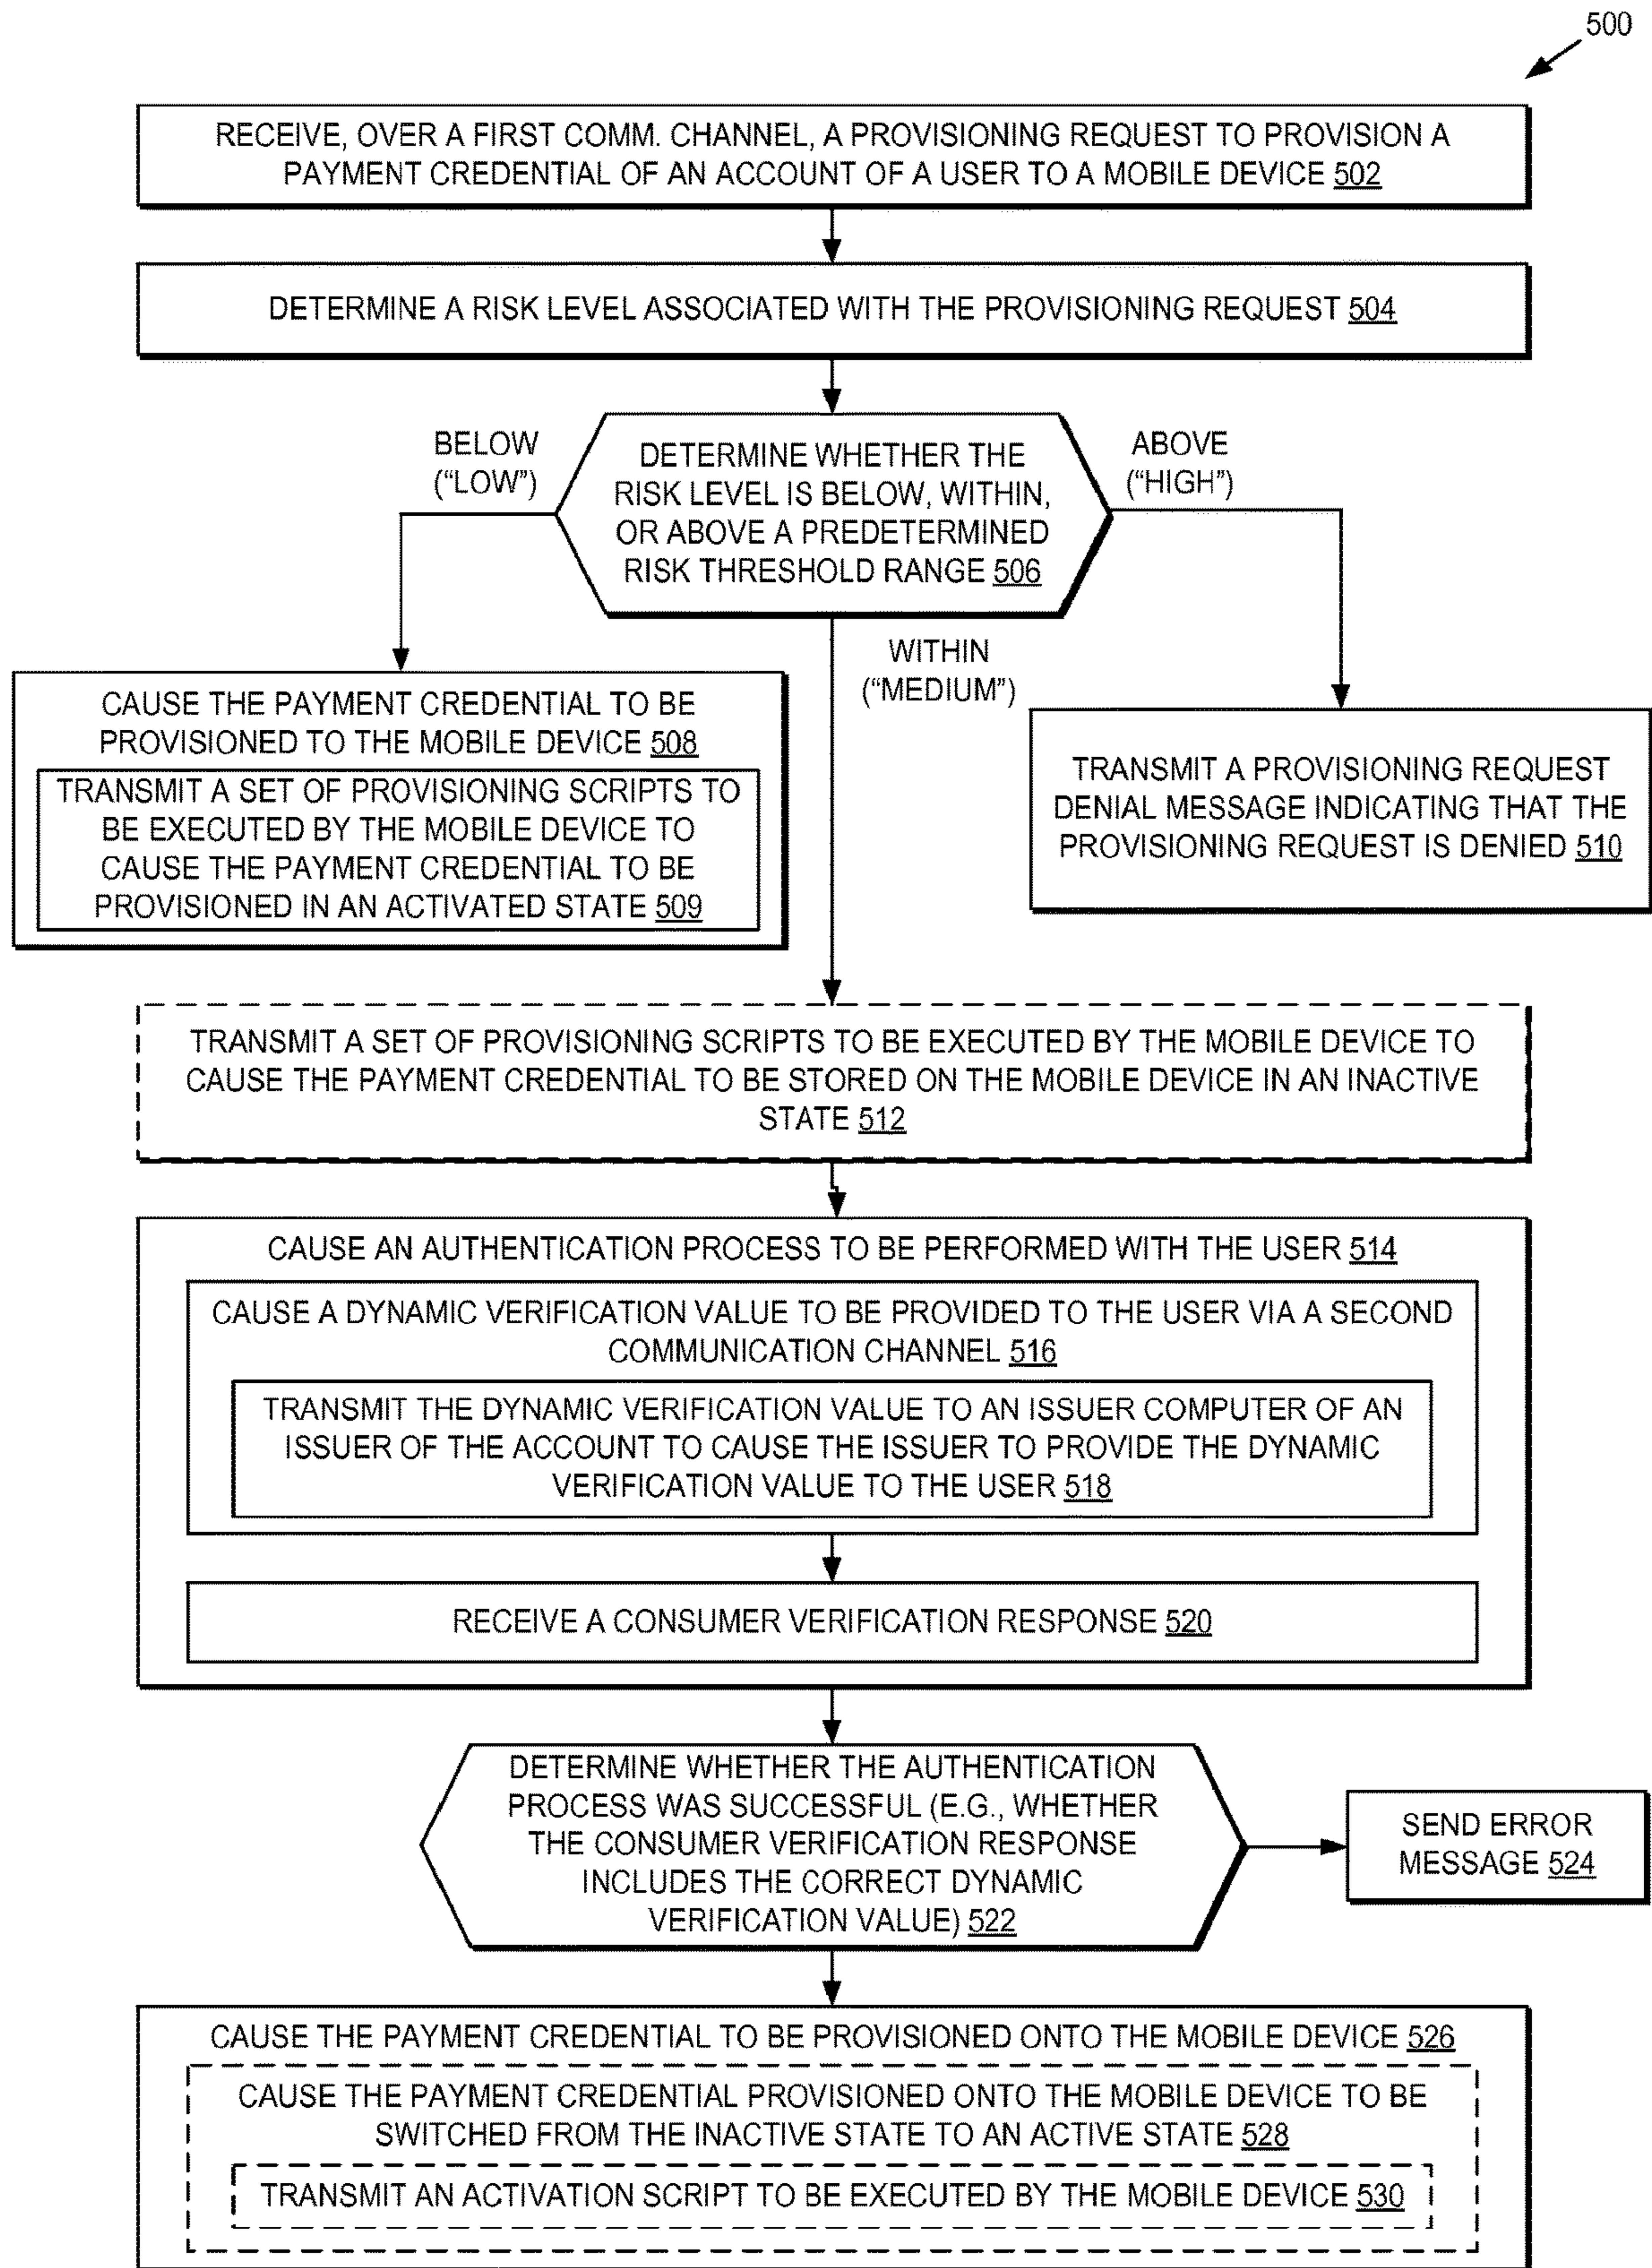 500
RECEIVE, OVER A FIRST COMM. CHANNEL, A PROVISIONING REQUEST TO PROVISION A
PAYMENT CREDENTIAL OF AN ACCOUNT OF A USER TO A MOBILE DEVICE 502
DETERMINE A RISK LEVEL ASSOCIATED WITH THE PROVISIONING REQUEST 504
DETERMINE WHETHER THE
RISK LEVEL IS BELOW, WITHIN,
OR ABOVE A PREDETERMINED
RISK THRESHOLD RANGE 506
BELOW
(“LOW”)
ABOVE
(“HIGH”)
WITHIN
(“MEDIUM”)
CAUSE THE PAYMENT CREDENTIAL TO BE
PROVISIONED TO THE MOBILE DEVICE 508
TRANSMIT A SET OF PROVISIONING SCRIPTS TO
BE EXECUTED BY THE MOBILE DEVICE TO
CAUSE THE PAYMENT CREDENTIAL TO BE
PROVISIONED IN AN ACTIVATED STATE 509
TRANSMIT A PROVISIONING REQUEST
DENIAL MESSAGE INDICATING THAT THE
PROVISIONING REQUEST IS DENIED 510
TRANSMIT A SET OF PROVISIONING SCRIPTS TO BE EXECUTED BY THE MOBILE DEVICE TO
CAUSE THE PAYMENT CREDENTIAL TO BE STORED ON THE MOBILE DEVICE IN AN INACTIVE
STATE 512
CAUSE AN AUTHENTICATION PROCESS TO BE PERFORMED WITH THE USER 514
CAUSE A DYNAMIC VERIFICATION VALUE TO BE PROVIDED TO THE USER VIA A SECOND
COMMUNICATION CHANNEL 516
TRANSMIT THE DYNAMIC VERIFICATION VALUE TO AN ISSUER COMPUTER OF AN
ISSUER OF THE ACCOUNT TO CAUSE THE ISSUER TO PROVIDE THE DYNAMIC
VERIFICATION VALUE TO THE USER 518
RECEIVE A CONSUMER VERIFICATION RESPONSE 520
DETERMINE WHETHER THE AUTHENTICATION
PROCESS WAS SUCCESSFUL (E.G., WHETHER
THE CONSUMER VERIFICATION RESPONSE
INCLUDES THE CORRECT DYNAMIC
VERIFICATION VALUE) 522
SEND ERROR
MESSAGE 524
CAUSE THE PAYMENT CREDENTIAL TO BE PROVISIONED ONTO THE MOBILE DEVICE 526
CAUSE THE PAYMENT CREDENTIAL PROVISIONED ONTO THE MOBILE DEVICE TO BE
SWITCHED FROM THE INACTIVE STATE TO AN ACTIVE STATE 528
TRANSMIT AN ACTIVATION SCRIPT TO BE EXECUTED BY THE MOBILE DEVICE 530